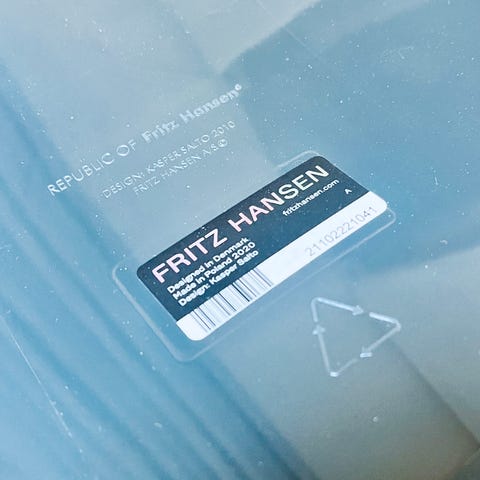 REPUBLIC OF Fritz Hansen®
DESIGN: KASPER SALTO 2010
FRITZ HANSEN A/S ©
FRITZ HANSEN
fritzhansen.com
Designed in Denmark
Made in Poland 2020
Design: Kasper Salto
A
21102221041